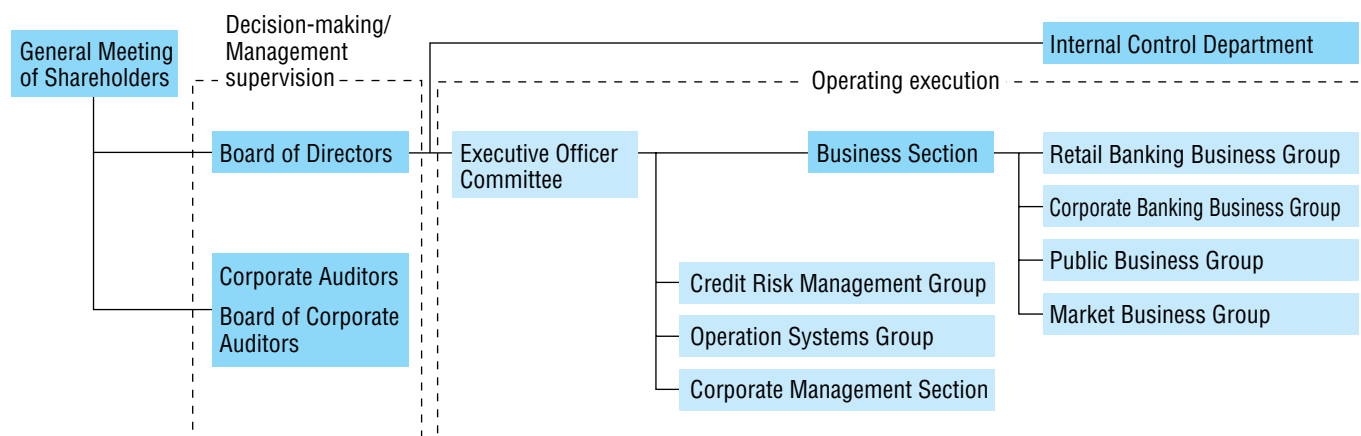 General Meeting
of Shareholders
Decision-making/
Management
supervision
Board of Directors
Corporate Auditors
Board of Corporate
Auditors
Internal Control Department
Operating execution
Executive Officer
Committee
Business Section
Credit Risk Management Group
Operation Systems Group
Corporate Management Section
Retail Banking Business Group
Corporate Banking Business Group
Public Business Group
Market Business Group